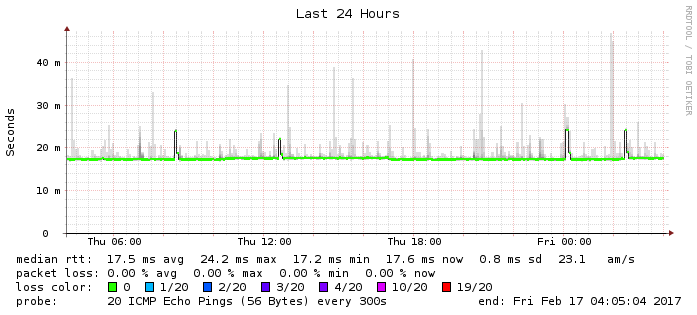 Last 24 Hours
RRDTOOL / TOBI OETIKER
Seconds
40 m
30 m
20 m
10 m
0
Thu 06:00 Thu 12:00 Thu 18:00 Fri 00:00
median rtt: 17.5 ms avg 24.2 ms max 17.2 ms min 17.6 ms now 0.8 ms sd 23.1 am/s
packet loss: 0.00 % avg 0.00 % max 0.00 % min 0.00 % now
loss color: 0 1/20 2/20 3/20 4/20 10/20 19/20
probe: 20 ICMP Echo Pings (56 Bytes) every 300s end: Fri Feb 17 04:05:04 2017